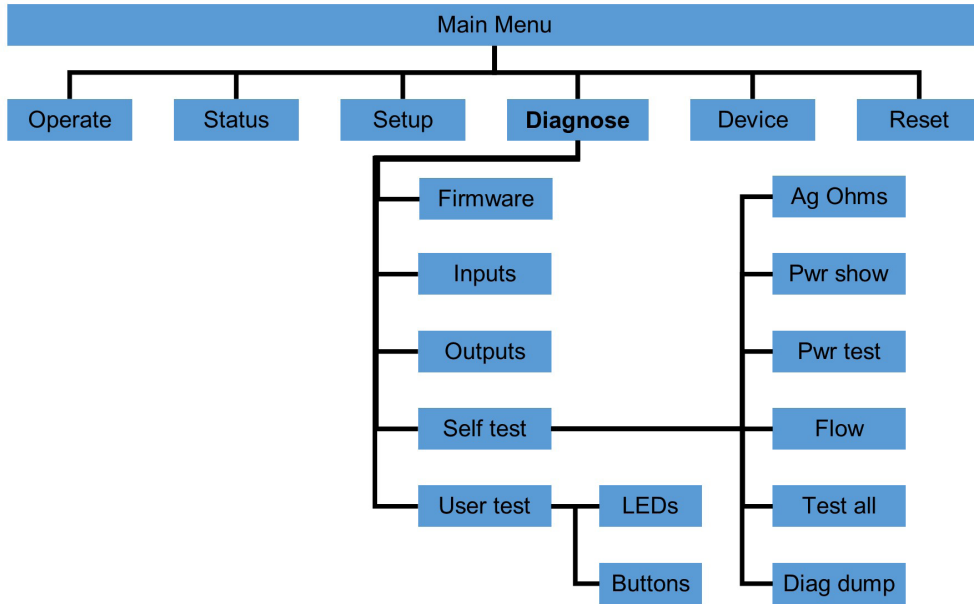 Main Menu
Operate
Status
Setup
Diagnose
Device
Reset
Firmware
Inputs
Outputs
Self test
User test
LEDs
Buttons
Ag Ohms
Pwr show
Pwr test
Flow
Test all
Diag dump